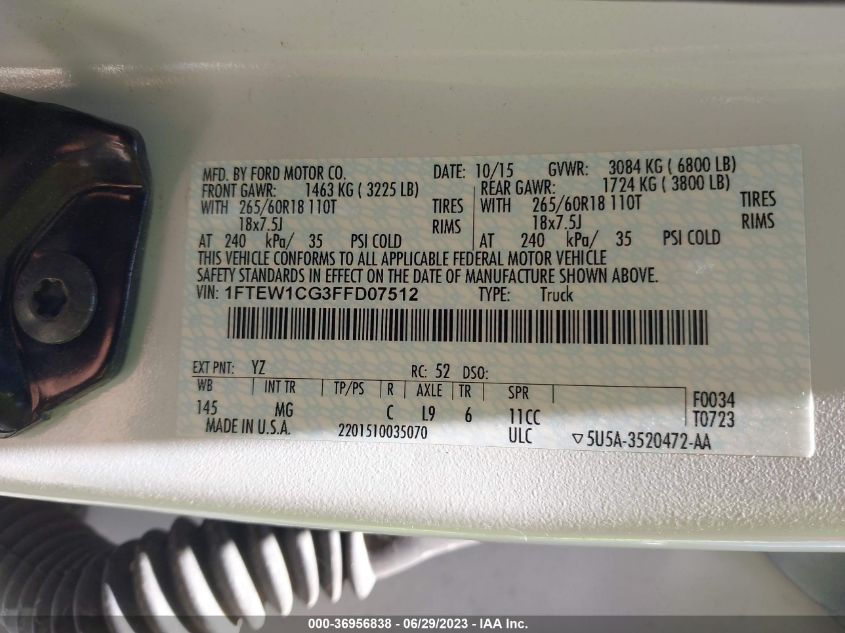 MFD. BY FORD MOTOR CO. DATE: 10/15 GVWR: 3084 KG ( 6800 LB)
FRONT GAWR: 1463 KG ( 3225 LB) REAR GAWR: 1724 KG ( 3800 LB)
WITH 265/60R18 110T TIRES WITH 265/60R18 110T TIRES
18x7.5J RIMS 18x7.5J RIMS
AT 240 kPa/ 35 PSI COLD AT 240 kPa/ 35 PSI COLD
THIS VEHICLE CONFORMS TO ALL APPLICABLE FEDERAL MOTOR VEHICLE
SAFETY STANDARDS IN EFFECT ON THE DATE OF MANUFACTURE SHOWN ABOVE.
VIN: 1FTEW1CG3FFD07512 TYPE: Truck
EXT PNT: YZ RC: 52 DSO:
WB INT TR TP/PS R AXLE TR SPR F0034
145 MG C L9 6 11CC T0723
MADE IN U.S.A. 2201510035070 ULC ▽5U5A-3520472-AA
000-36956838 - 06/29/2023 - IAA Inc.